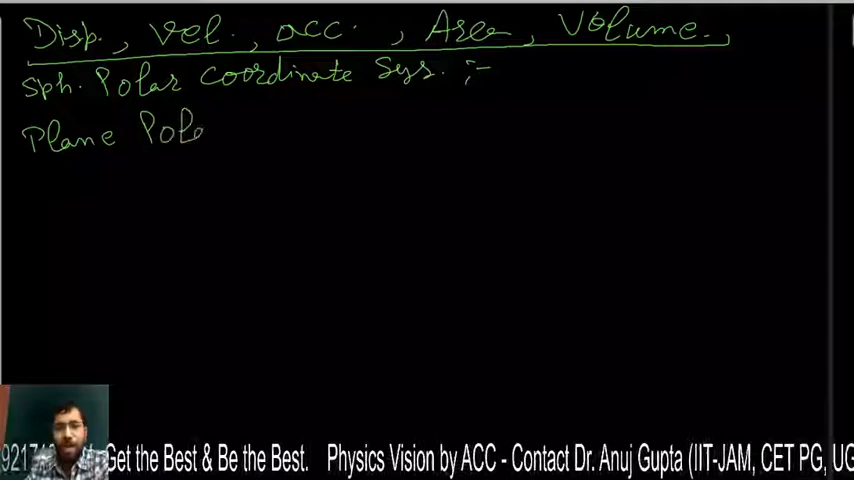 Disp., vel., acc., Area, Volume.,
Sph. Polar Coordinate Sys. :-
Plane Pola
Get the Best & Be the Best. Physics Vision by ACC - Contact Dr. Anuj Gupta (IIT-JAM, CET PG, UG